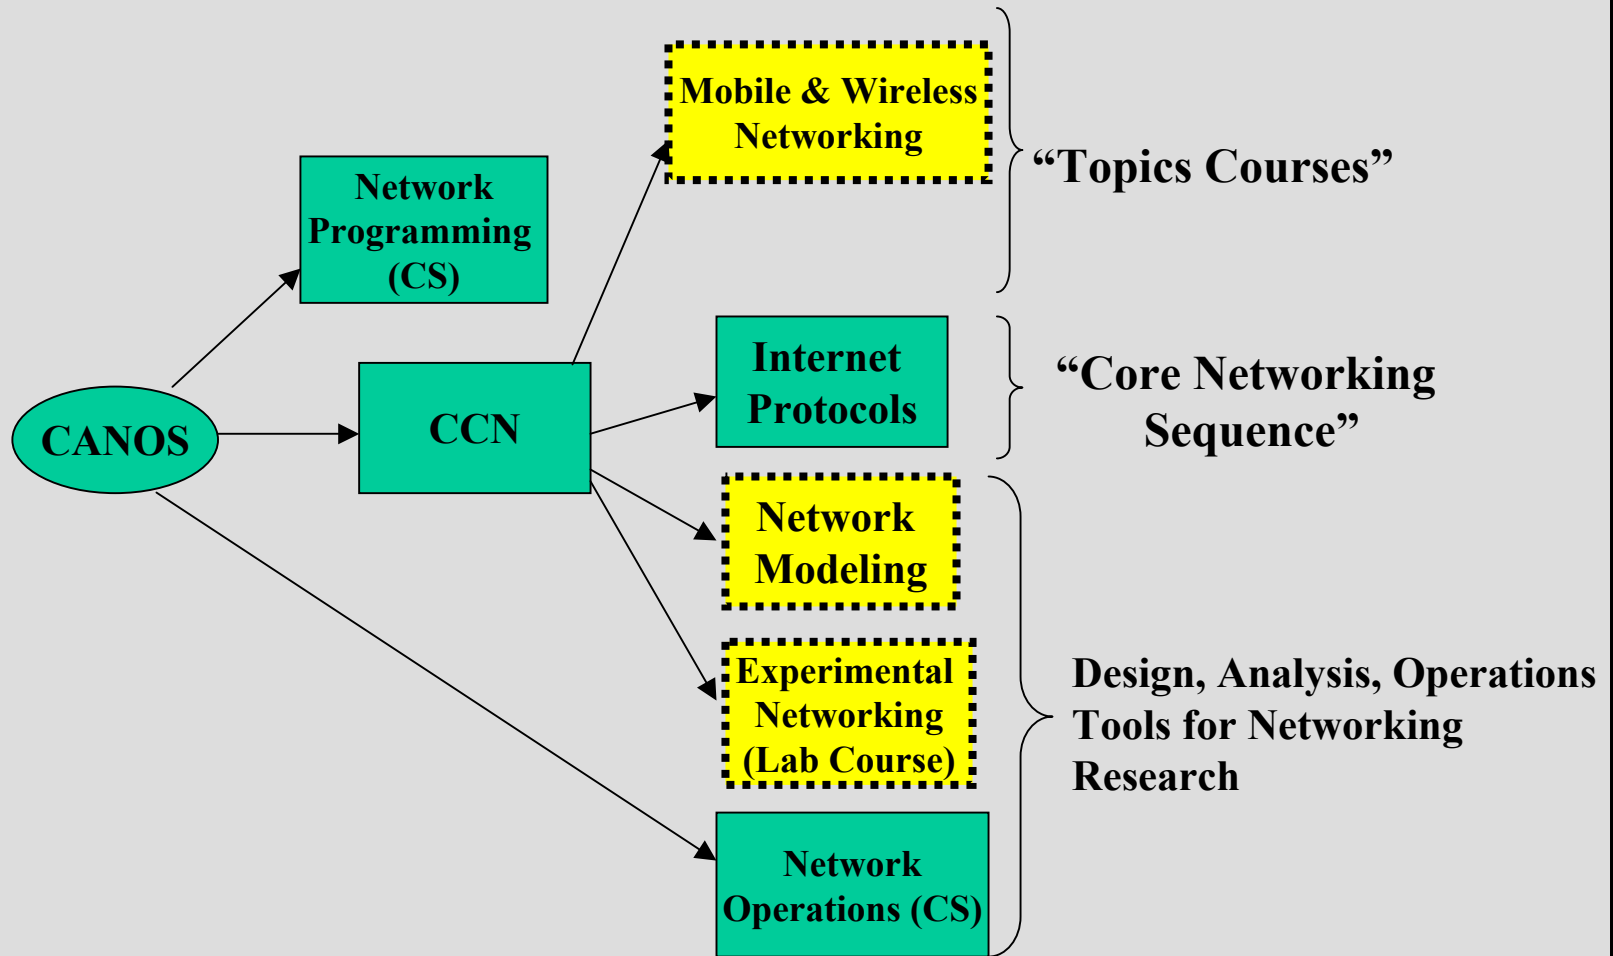 Mobile & Wireless
Networking
“Topics Courses”
Network
Programming
(CS)
Internet
Protocols
“Core Networking
Sequence”
CANOS
CCN
Network
Modeling
Experimental
Networking
(Lab Course)
Design, Analysis, Operations
Tools for Networking
Research
Network
Operations (CS)